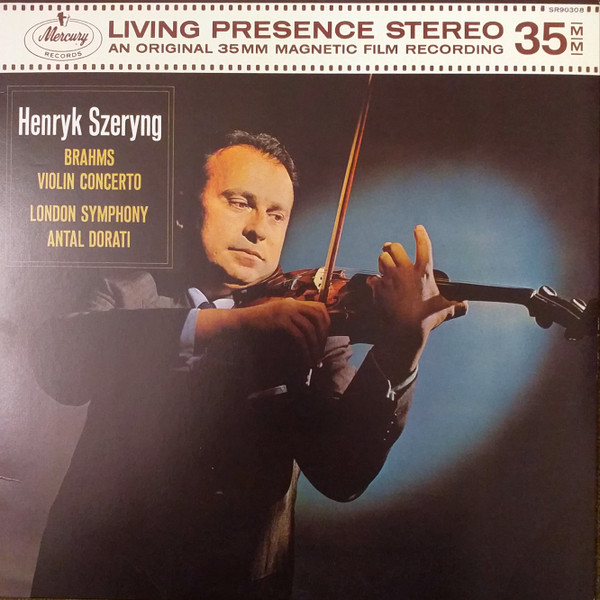 SR90308
Mercury
RECORDS
LIVING PRESENCE STEREO
AN ORIGINAL 35MM MAGNETIC FILM RECORDING
35MM
Henryk Szeryng
BRAHMS
VIOLIN CONCERTO
LONDON SYMPHONY
ANTAL DORATI